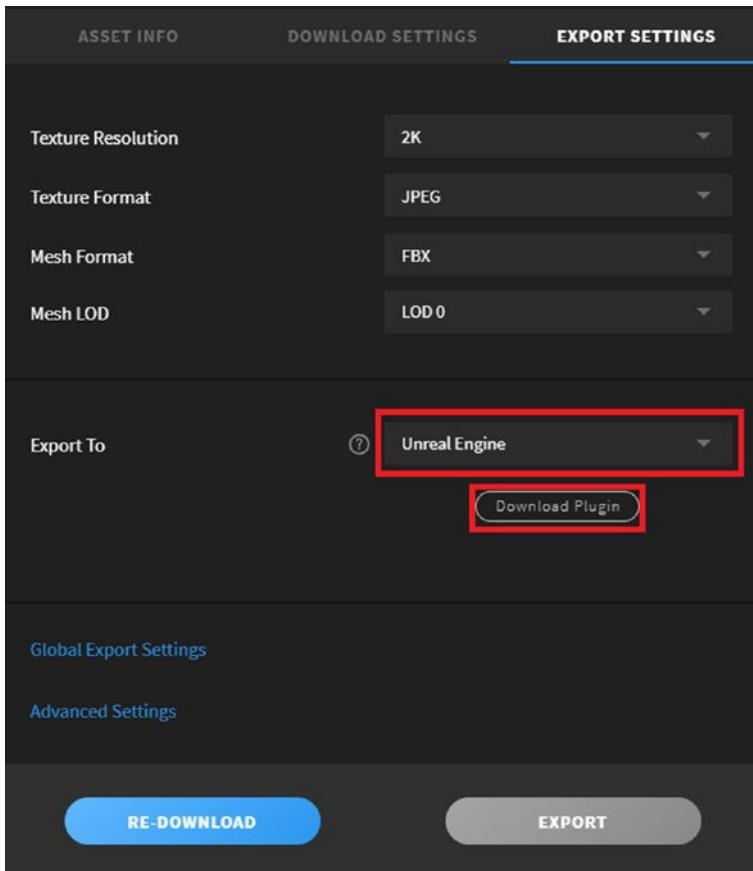 ASSET INFO DOWNLOAD SETTINGS EXPORT SETTINGS
Texture Resolution 2K
Texture Format JPEG
Mesh Format FBX
Mesh LOD LOD 0
Export To ? Unreal Engine
Download Plugin
Global Export Settings
Advanced Settings
RE-DOWNLOAD EXPORT